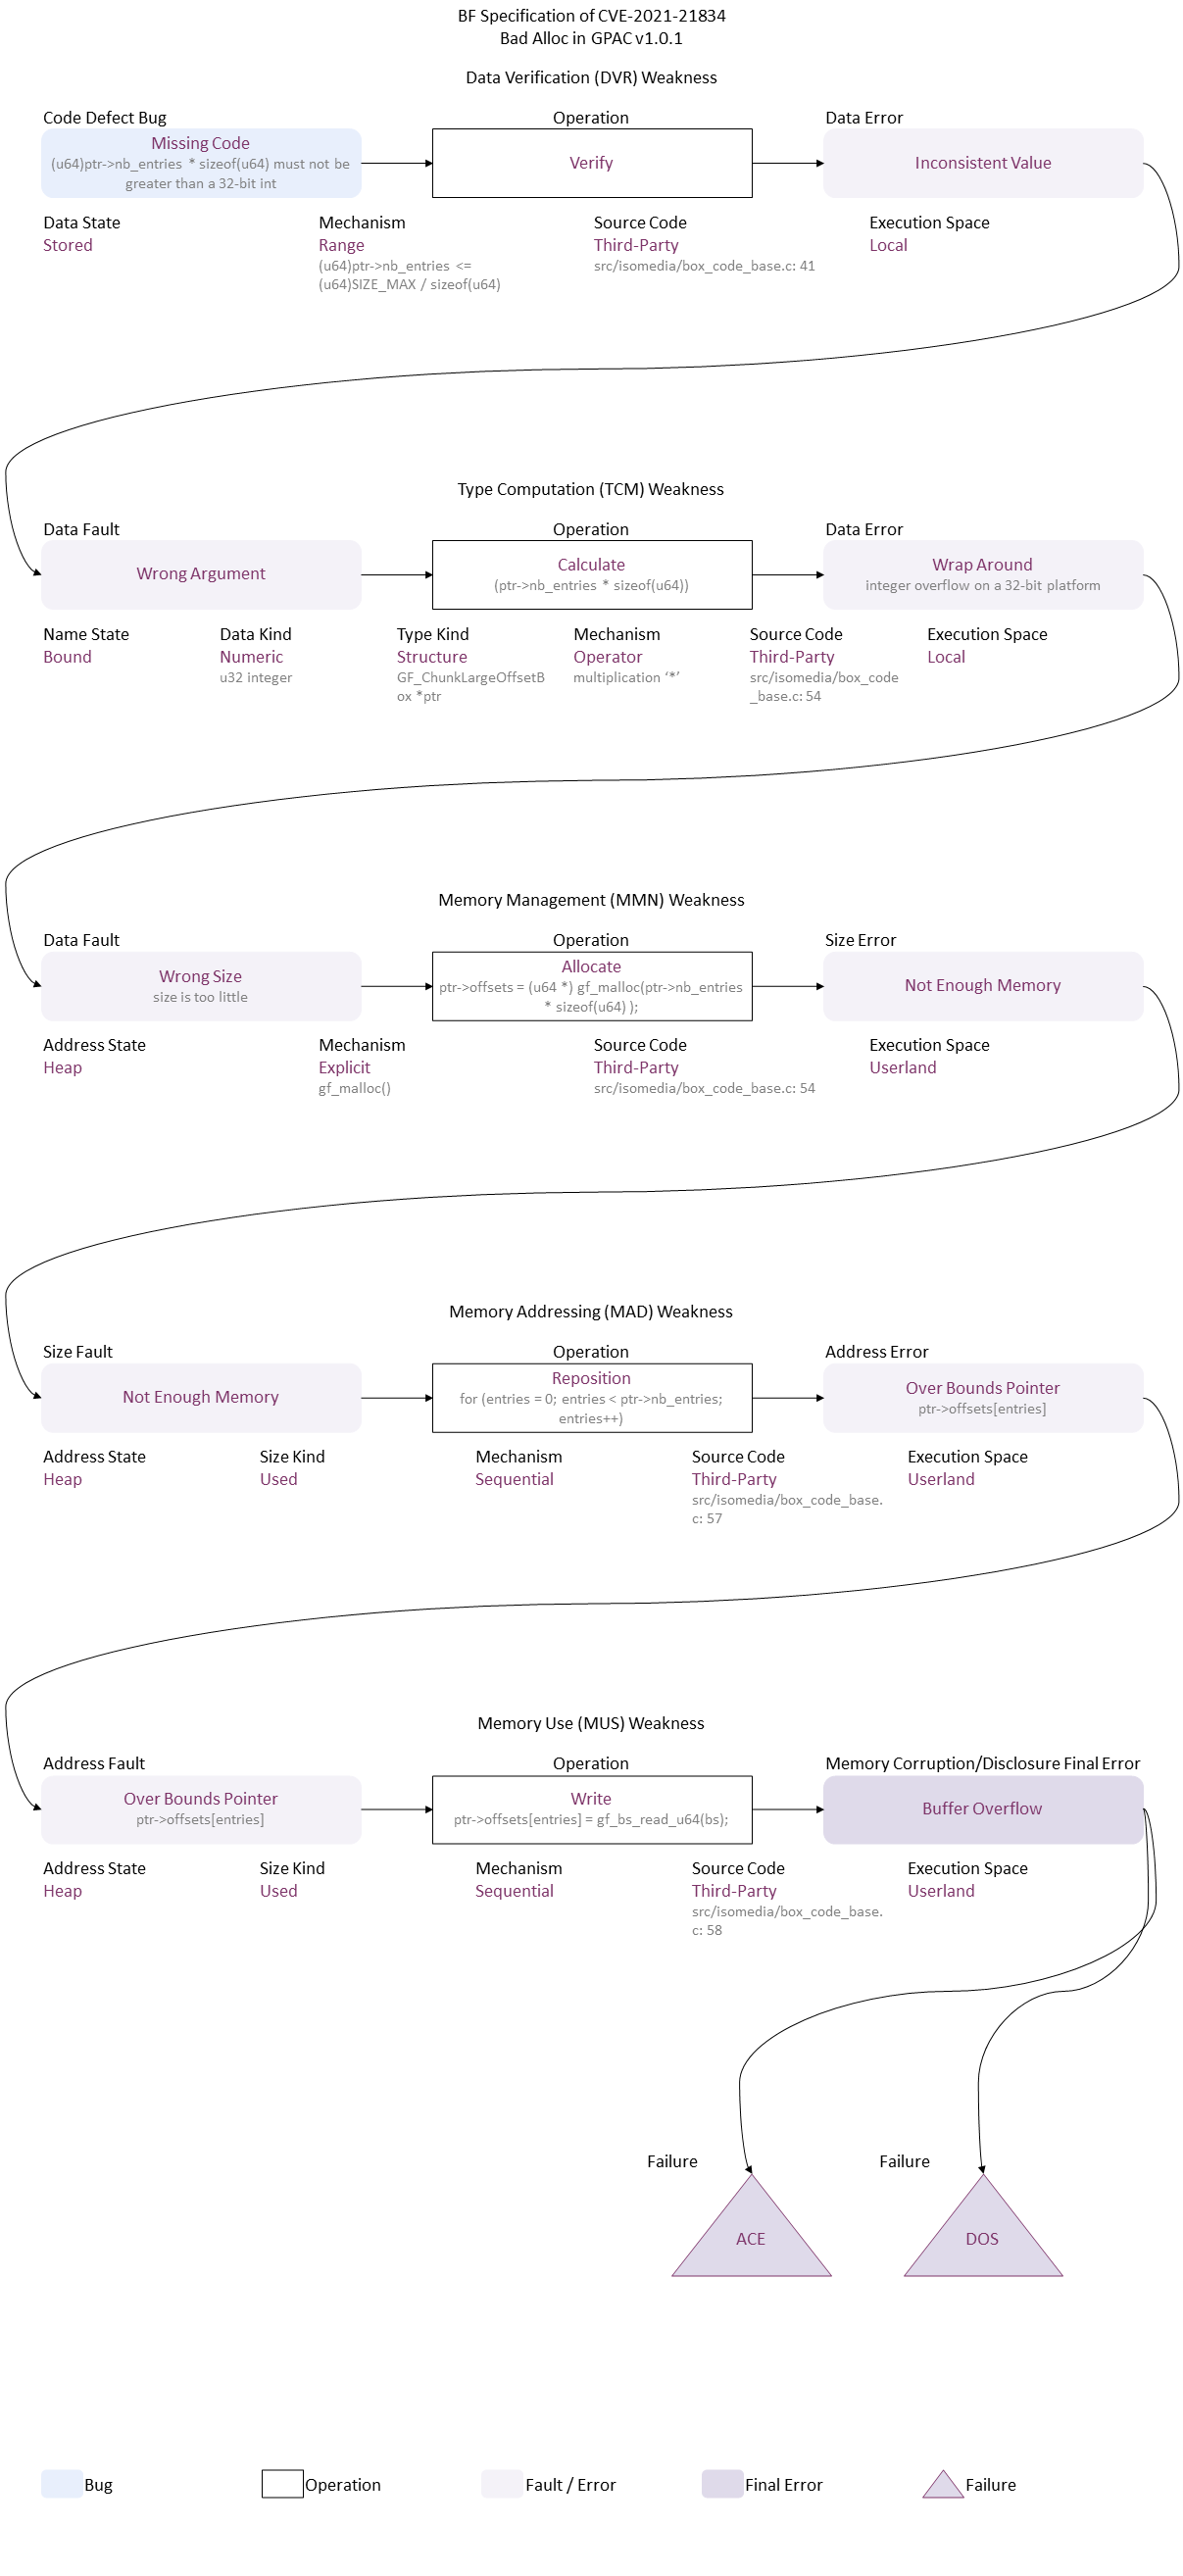 BF Specification of CVE-2021-21834
Bad Alloc in GPAC v1.0.1
Data Verification (DVR) Weakness
Code Defect Bug
Operation
Data Error
Missing Code
(u64)ptr->nb_entries * sizeof(u64) must not be
greater than a 32-bit int
Verify
Inconsistent Value
Data State
Mechanism
Source Code
Execution Space
Stored
Range
Third-Party
Local
(u64)ptr->nb_entries <=
(u64)SIZE_MAX / sizeof(u64)
src/isomedia/box_code_base.c: 41
Type Computation (TCM) Weakness
Data Fault
Operation
Data Error
Wrong Argument
Calculate
(ptr->nb_entries * sizeof(u64))
Wrap Around
integer overflow on a 32-bit platform
Name State
Data Kind
Type Kind
Mechanism
Source Code
Execution Space
Bound
Numeric
Structure
Operator
Third-Party
Local
u32 integer
GF_ChunkLargeOffsetB
ox *ptr
multiplication ‘*’
src/isomedia/box_code
_base.c: 54
Memory Management (MMN) Weakness
Data Fault
Operation
Size Error
Wrong Size
size is too little
Allocate
ptr->offsets = (u64 *) gf_malloc(ptr->nb_entries
* sizeof(u64) );
Not Enough Memory
Address State
Mechanism
Source Code
Execution Space
Heap
Explicit
Third-Party
Userland
gf_malloc()
src/isomedia/box_code_base.c: 54
Memory Addressing (MAD) Weakness
Size Fault
Operation
Address Error
Not Enough Memory
Reposition
for (entries = 0; entries < ptr->nb_entries;
entries++)
Over Bounds Pointer
ptr->offsets[entries]
Address State
Size Kind
Mechanism
Source Code
Execution Space
Heap
Used
Sequential
Third-Party
Userland
src/isomedia/box_code_base.
c: 57
Memory Use (MUS) Weakness
Address Fault
Operation
Memory Corruption/Disclosure Final Error
Over Bounds Pointer
ptr->offsets[entries]
Write
ptr->offsets[entries] = gf_bs_read_u64(bs);
Buffer Overflow
Address State
Size Kind
Mechanism
Source Code
Execution Space
Heap
Used
Sequential
Third-Party
Userland
src/isomedia/box_code_base.
c: 58
Failure
Failure
ACE
DOS
Bug
Operation
Fault / Error
Final Error
Failure